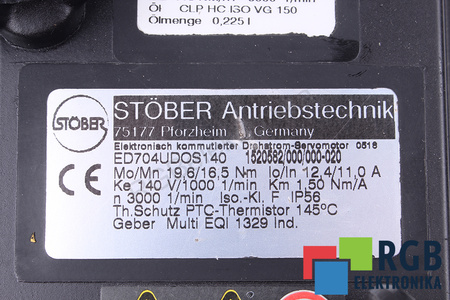 Öl CLP HC ISO VG 150
Ölmenge 0,225 l
STÖBER
STÖBER Antriebstechnik
75177 Pforzheim Germany
Elektronisch kommutierter Drehstrom-Servomotor 0518
ED704UDOS140 1520582/000/000-020
Mo/Mn 19,6/16,5 Nm Io/In 12,4/11,0 A
Ke 140 V/1000 1/min Km 1,50 Nm/A
n 3000 1/min Iso.-Kl. F IP56
Th.Schutz PTC-Thermistor 145°C
Geber Multi EQI 1329 ind.
CE
RGB
ELEKTRONIKA